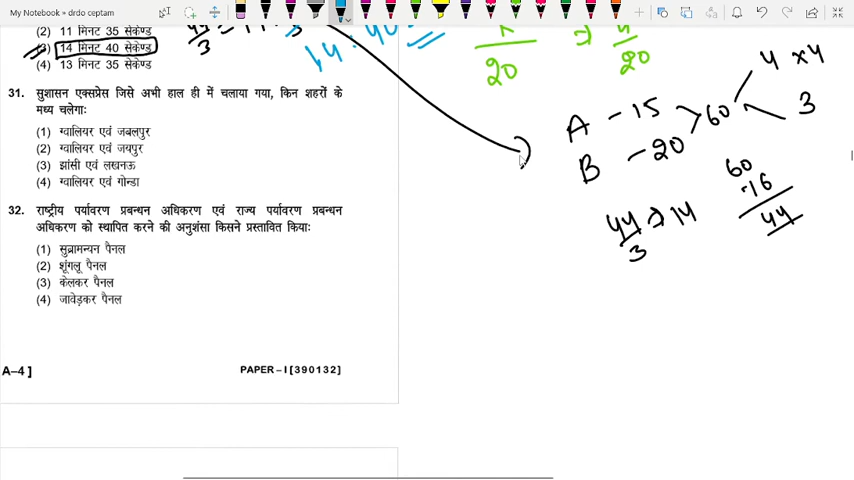 My Notebook » drdo ceptam
(2) 11 मिनट 35 सेकेण्ड
(3) 14 मिनट 40 सेकेण्ड
(4) 13 मिनट 35 सेकेण्ड
31. सुशासन एक्सप्रेस जिसे अभी हाल ही में चलाया गया, किन शहरों के
मध्य चलेगाः
(1) ग्वालियर एवं जबलपुर
(2) ग्वालियर एवं जयपुर
(3) झांसी एवं लखनऊ
(4) ग्वालियर एवं गोन्डा
32. राष्ट्रीय पर्यावरण प्रबन्धन अधिकरण एवं राज्य पर्यावरण प्रबन्धन
अधिकरण को स्थापित करने की अनुशंसा किसने प्रस्तावित कियाः
(1) सुब्रामन्यन पैनल
(2) शूंगलू पैनल
(3) केलकर पैनल
(4) जावेड़कर पैनल
A–4]
PAPER–I [390132]
14:40
20
20
A – 15
B – 20
60
4 x4
3
60
-16
44
44
3
14